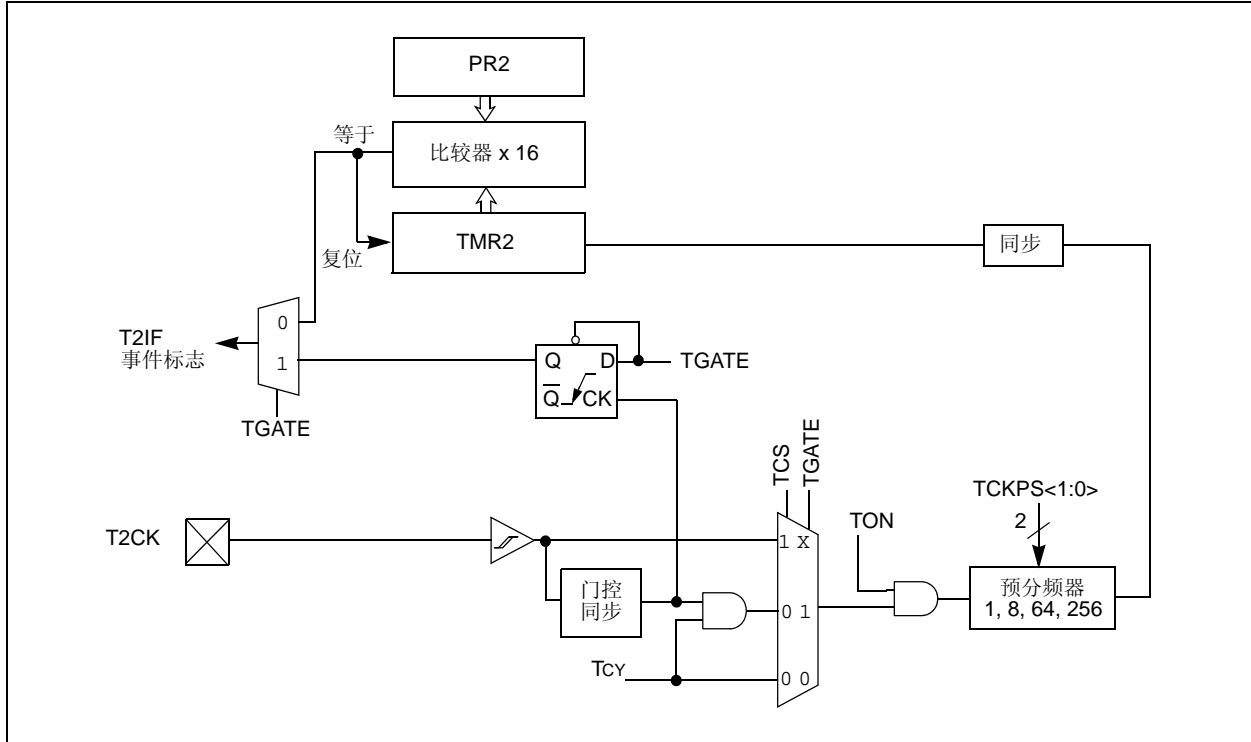 PR2
等于
比较器 x 16
复位
TMR2
同步
T2IF
事件标志
0
1
TGATE
Q
D
Q
CK
TGATE
TCS
TGATE
TCKPS<1:0>
2
TON
T2CK
1 X
门控
同步
0 1
预分频器
1, 8, 64, 256
TCY
0 0